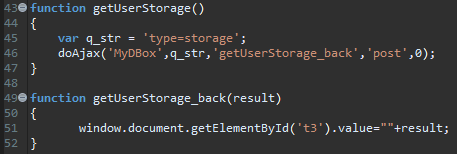 43 function getUserStorage()
44 {
45 var q_str = 'type=storage';
46 doAjax('MyDBox',q_str,'getUserStorage_back','post',0);
47 }
48
49 function getUserStorage_back(result)
50 {
51 window.document.getElementById('t3').value=""+result;
52 }